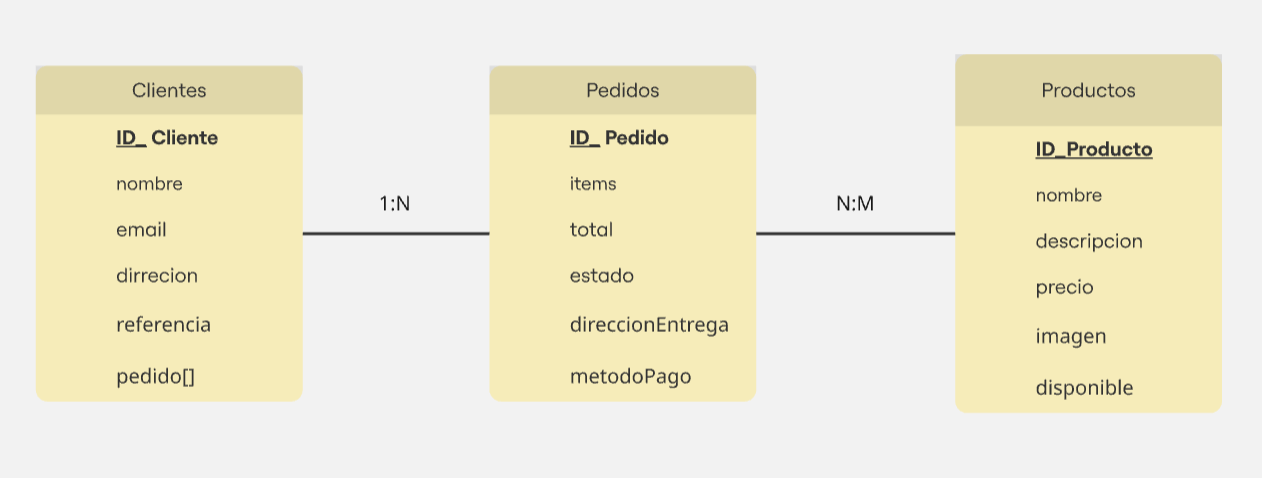 Clientes
ID_ Cliente
nombre
email
dirrecion
referencia
pedido[]
1:N
Pedidos
ID_ Pedido
items
total
estado
direccionEntrega
metodoPago
N:M
Productos
ID_Producto
nombre
descripcion
precio
imagen
disponible